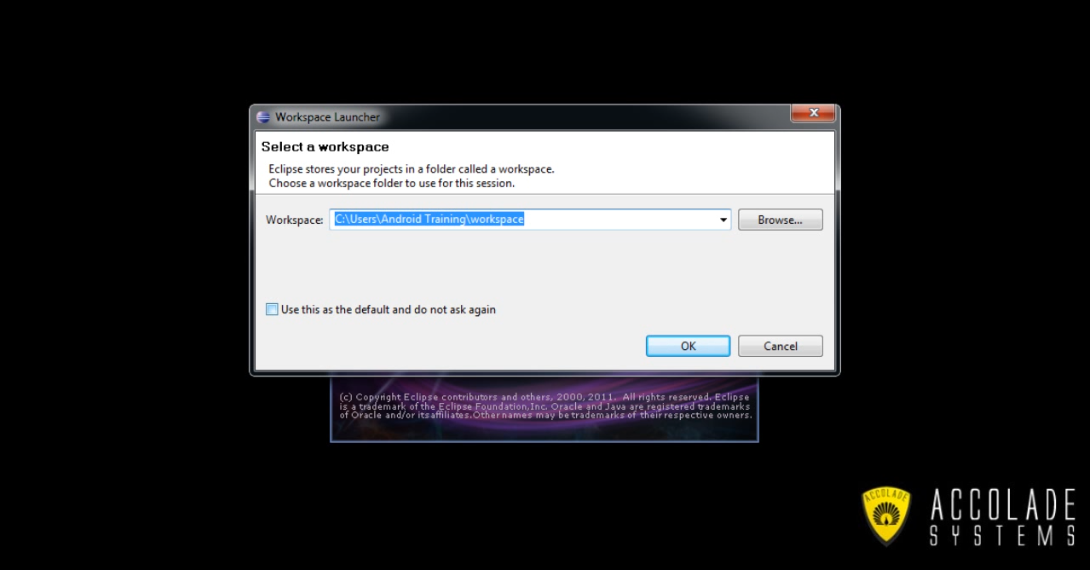 Workspace Launcher
Select a workspace
Eclipse stores your projects in a folder called a workspace.
Choose a workspace folder to use for this session.
Workspace: C:\Users\Android Training\workspace Browse...
Use this as the default and do not ask again
OK Cancel
(c) Copyright Eclipse contributors and others, 2000, 2011. All rights reserved. Eclipse
is a trademark of the Eclipse Foundation,Inc. Oracle and Java are registered trademarks
of Oracle and/or its affiliates.Other names may be trademarks of their respective owners.
ACCOLADE
ACCOLADE
SYSTEMS